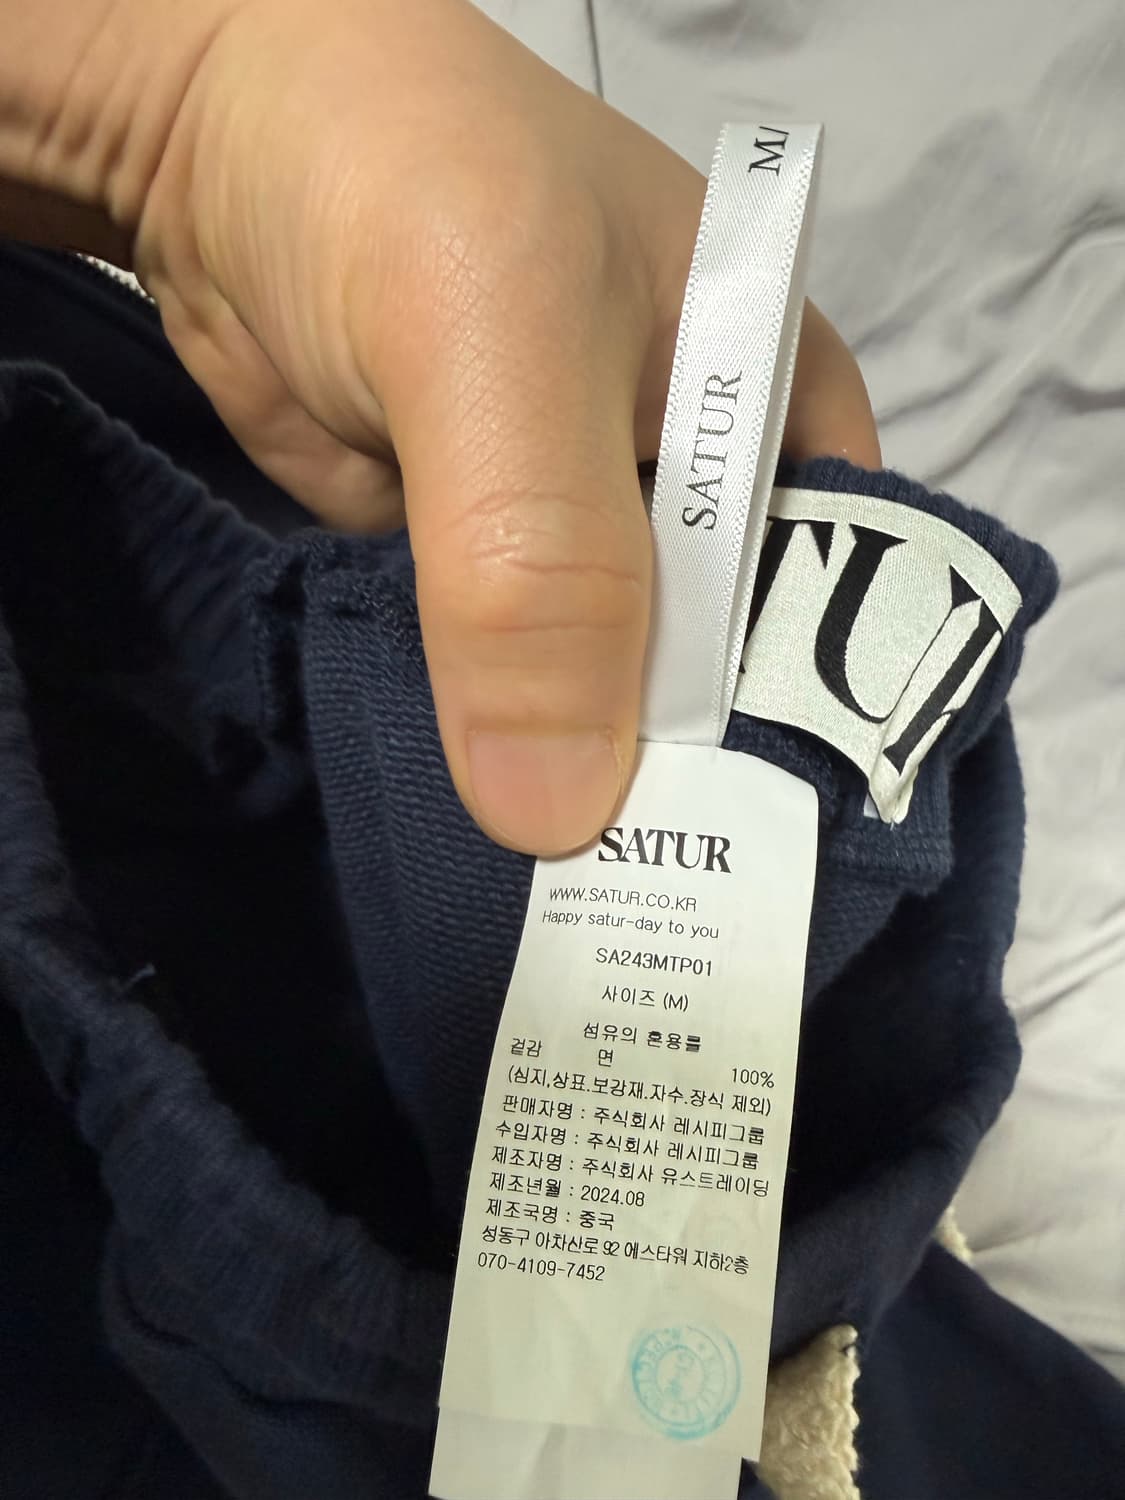 M/
SATUR
TUR
SATUR
WWW.SATUR.CO.KR
Happy satur-day to you
SA243MTP01
사이즈 (M)
섬유의 혼용률
겉감 면 100%
(심지,상표.보강재.자수.장식 제외)
판매자명 : 주식회사 레시피그룹
수입자명 : 주식회사 레시피그룹
제조자명 : 주식회사 유스트레이딩
제조년월 : 2024.08
제조국명 : 중국
성동구 아차산로 92 에스타워 지하2층
070-4109-7452